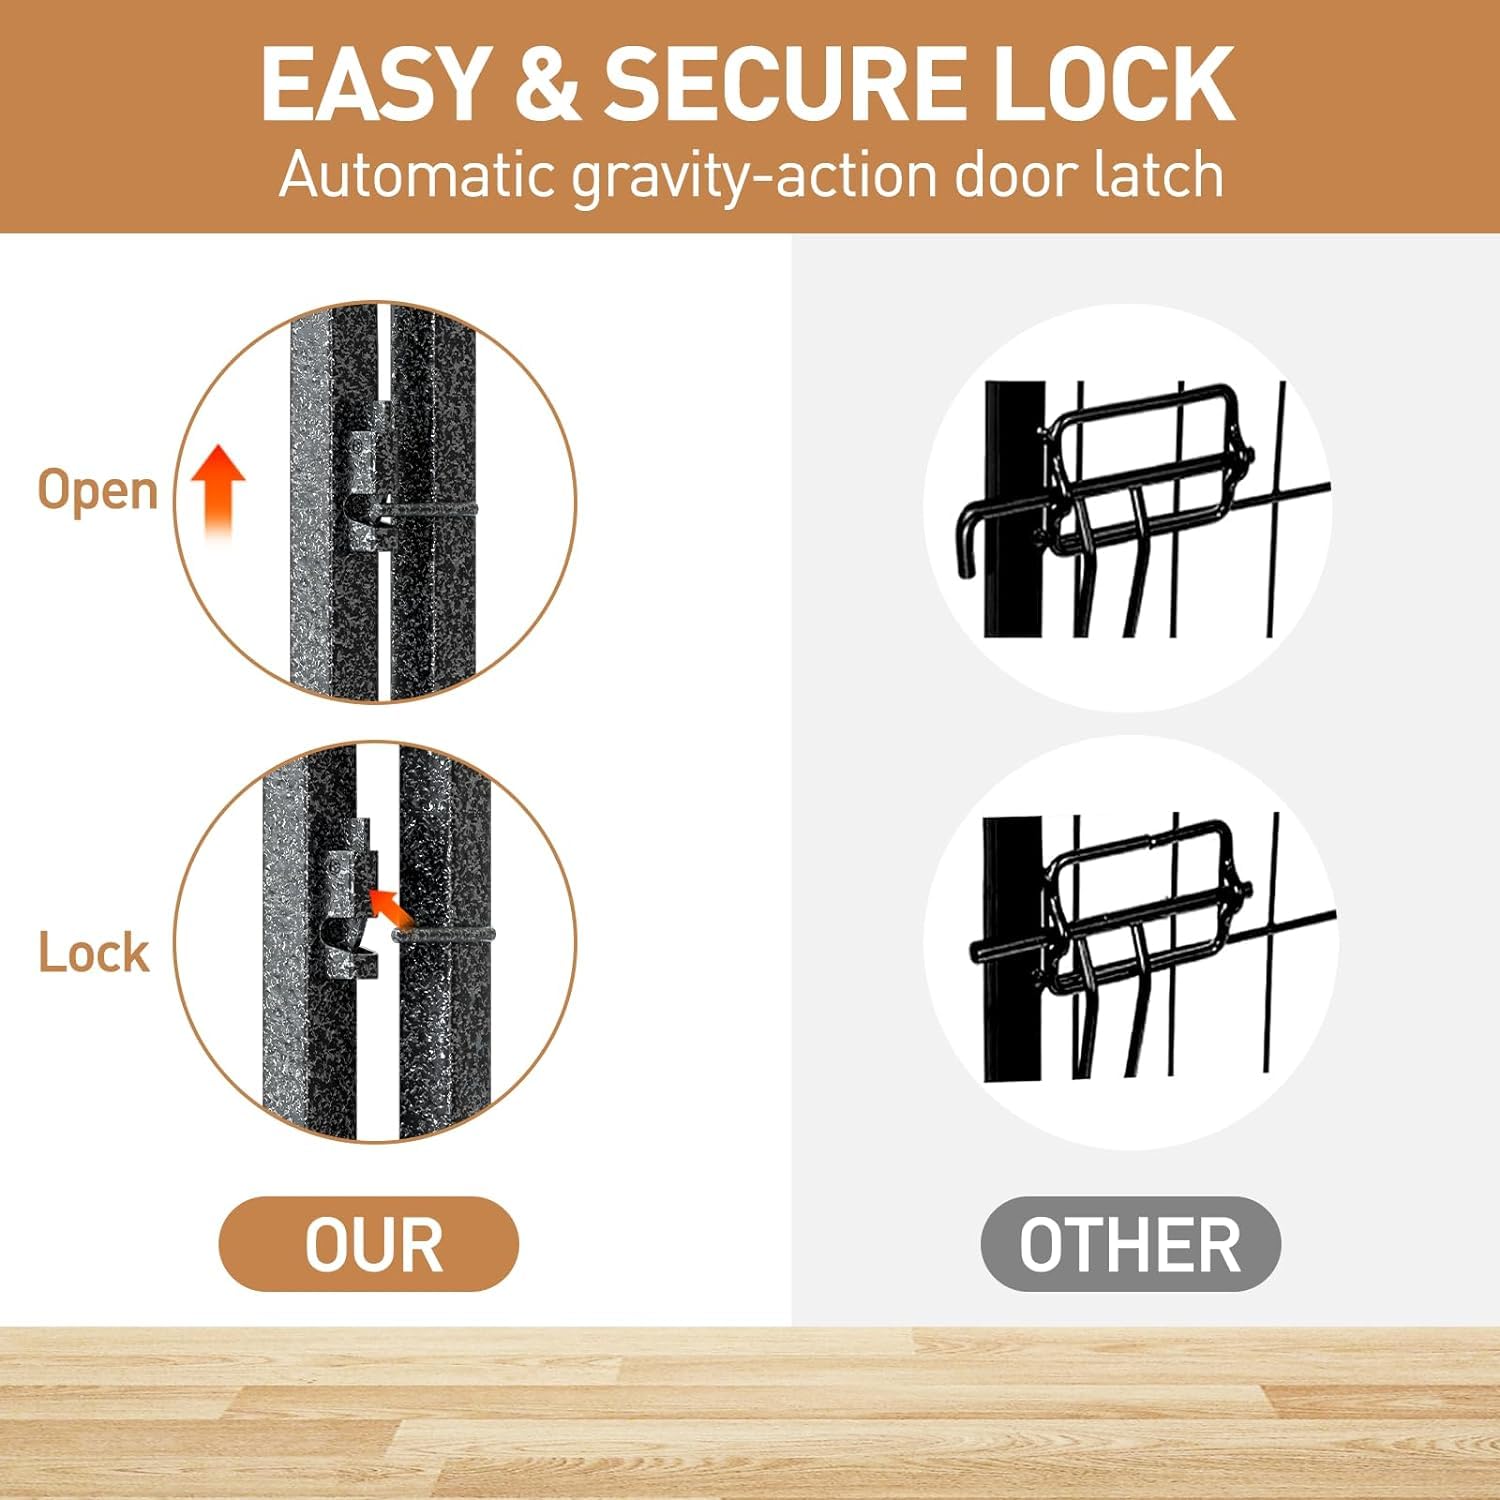 EASY & SECURE LOCK
Automatic gravity-action door latch
Open
Lock
OUR
OTHER